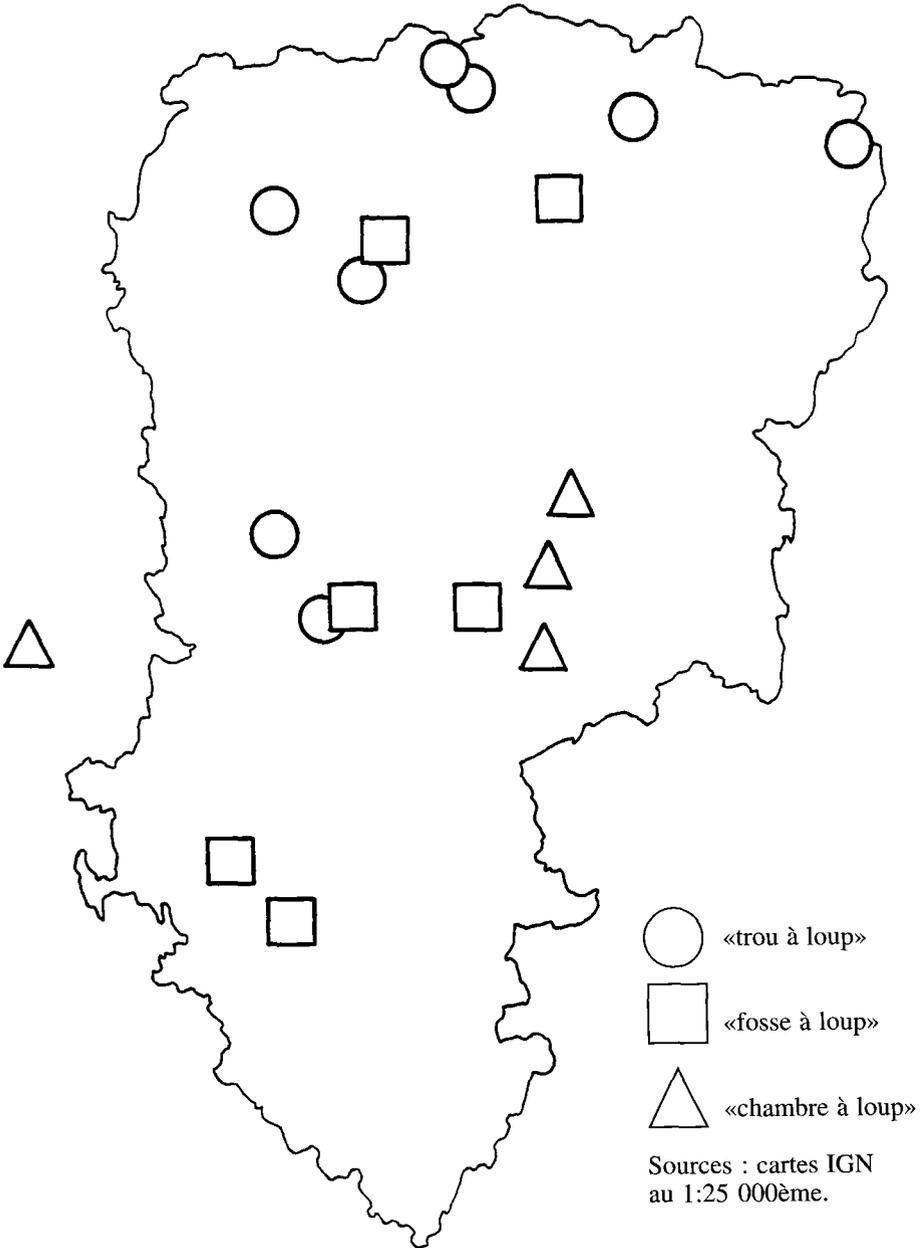 «trou à loup»
«fosse à loup»
«chambre à loup»
Sources : cartes IGN
au 1:25 000ème.